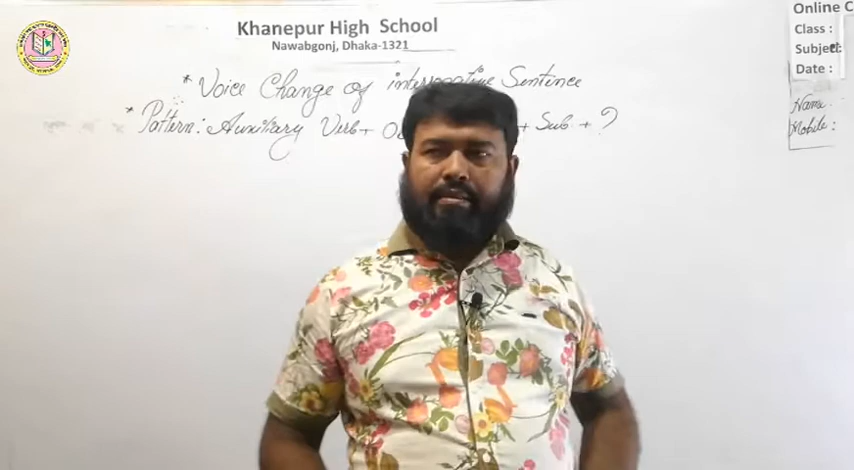 Khanepur High School
Nawabgonj, Dhaka-1321
* Voice Change of interrogative Sentence
* Pattern: Auxiliary Verb + O + Sub + ?
Online C
Class :
Subject:
Date :
Name
Mobile :